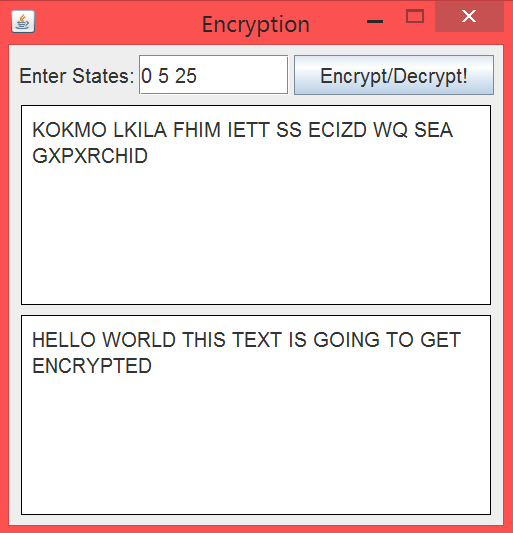 Encryption
Enter States: 0 5 25 Encrypt/Decrypt!
KOKMO LKILA FHIM IETT SS ECIZD WQ SEA
GXPXRCHID
HELLO WORLD THIS TEXT IS GOING TO GET
ENCRYPTED